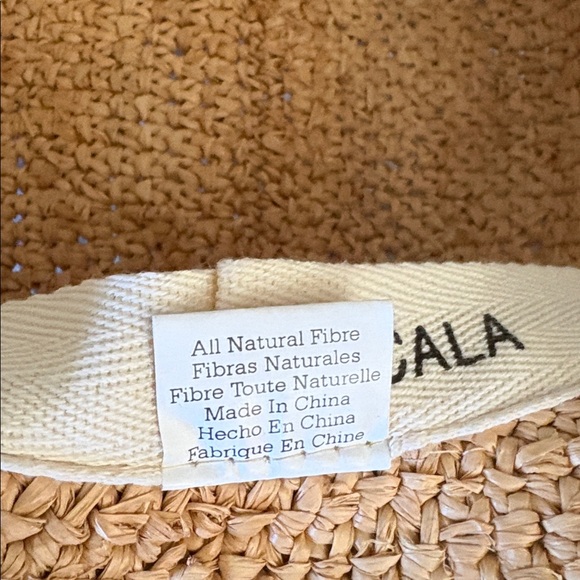 All Natural Fibre
Fibras Naturales
Fibre Toute Naturelle
Made In China
Hecho En China
Fabrique En Chine
CALA